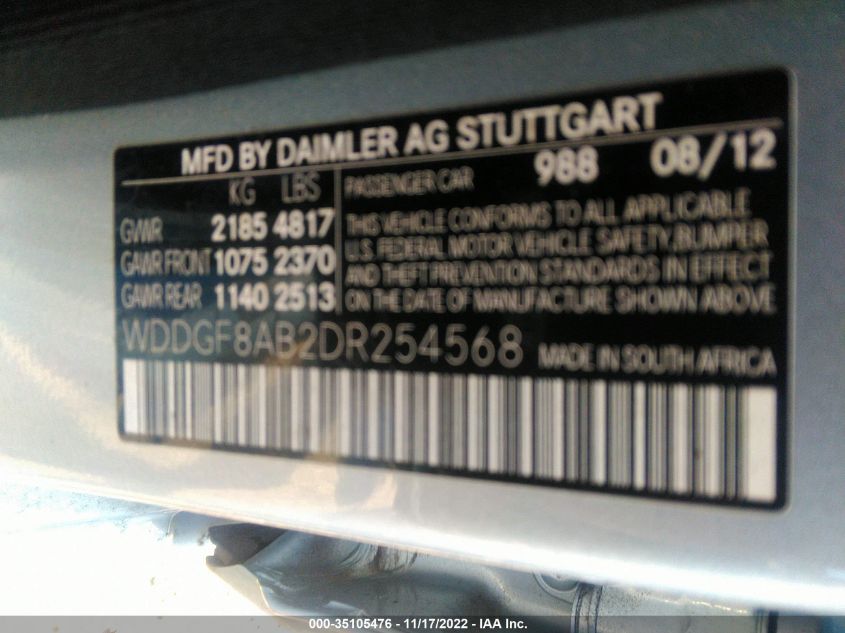 MFD BY DAIMLER AG STUTTGART
KG LBS PASSENGER CAR 988 08/12
GVWR 2185 4817
GAWR FRONT 1075 2370
GAWR REAR 1140 2513
THIS VEHICLE CONFORMS TO ALL APPLICABLE
U.S. FEDERAL MOTOR VEHICLE SAFETY,BUMPER
AND THEFT PREVENTION STANDARDS IN EFFECT
ON THE DATE OF MANUFACTURE SHOWN ABOVE
WDDGF8AB2DR254568 MADE IN SOUTH AFRICA
000-35105476 - 11/17/2022 - IAA Inc.